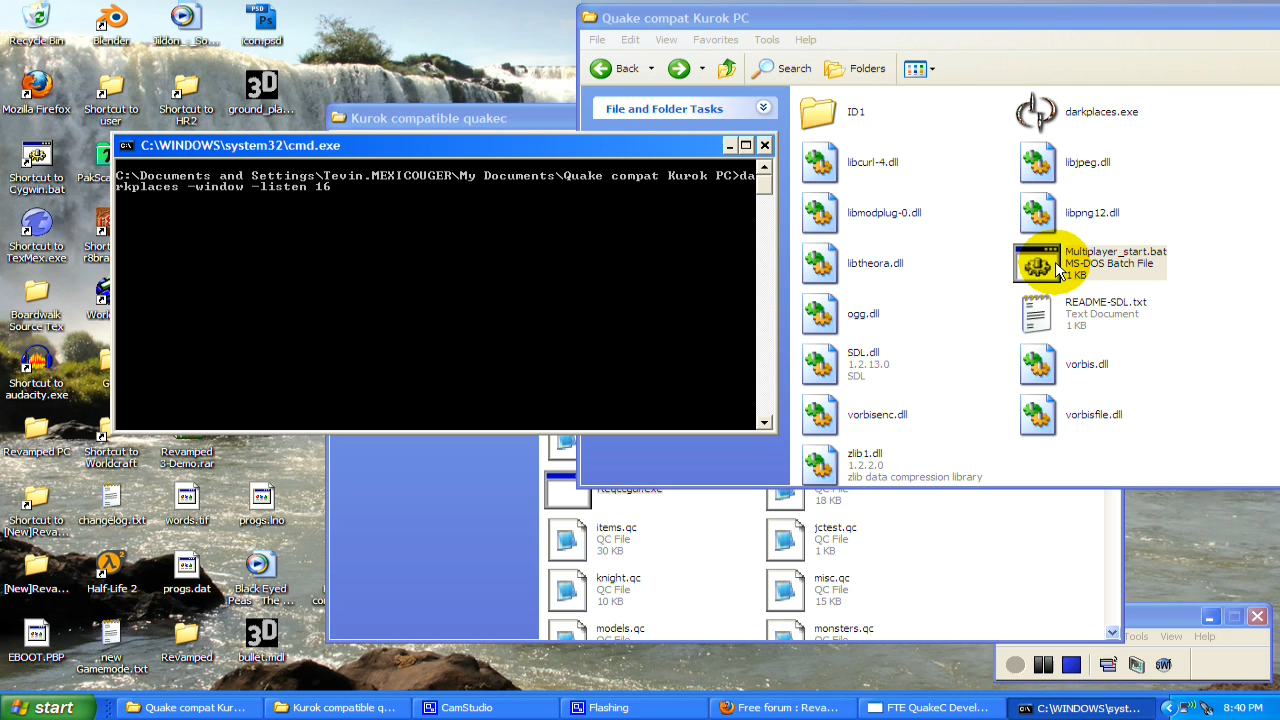 Recycle Bin
Blender
Jildon_-_So...
icon.psd
Mozilla Firefox
Shortcut to
user
Shortcut to
HR2
ground_pla...
Shortcut to
Cygwin.bat
Shortcut to
TexMex.exe
Boardwalk
Source Tex
Shortcut to
audacity.exe
Revamped PC
Shortcut to
Worldcraft
Revamped
3-Demo.rar
Shortcut to
[New]Reva...
changelog.txt
words.tif
progs.lno
[New]Reva...
Half-Life 2
progs.dat
Black Eyed
Peas - The ...
EBOOT.PBP
new
Gamemode.txt
Revamped
bullet.mdl
Quake compat Kurok PC
File Edit View Favorites Tools Help
Back
Search
Folders
File and Folder Tasks
ID1
darkplaces.exe
libcurl-4.dll
libjpeg.dll
libmodplug-0.dll
libpng12.dll
libtheora.dll
Multiplayer_start.bat
MS-DOS Batch File
1 KB
ogg.dll
README-SDL.txt
Text Document
1 KB
SDL.dll
1.2.13.0
SDL
vorbis.dll
vorbisenc.dll
vorbisfile.dll
zlib1.dll
1.2.2.0
zlib data compression library
Kurok compatible quakec
C:\WINDOWS\system32\cmd.exe
C:\Documents and Settings\Tevin.MEXICOUGER\My Documents\Quake compat Kurok PC>da
rkplaces -window -listen 16
18 KB
items.qc
QC File
30 KB
jctest.qc
QC File
1 KB
knight.qc
QC File
10 KB
misc.qc
QC File
15 KB
models.qc
QC File
monsters.qc
QC File
Tools View Help
start
Quake compat Kur...
Kurok compatible q...
CamStudio
Flashing
Free forum : Reva...
FTE QuakeC Devel...
C:\WINDOWS\syst...
8:40 PM